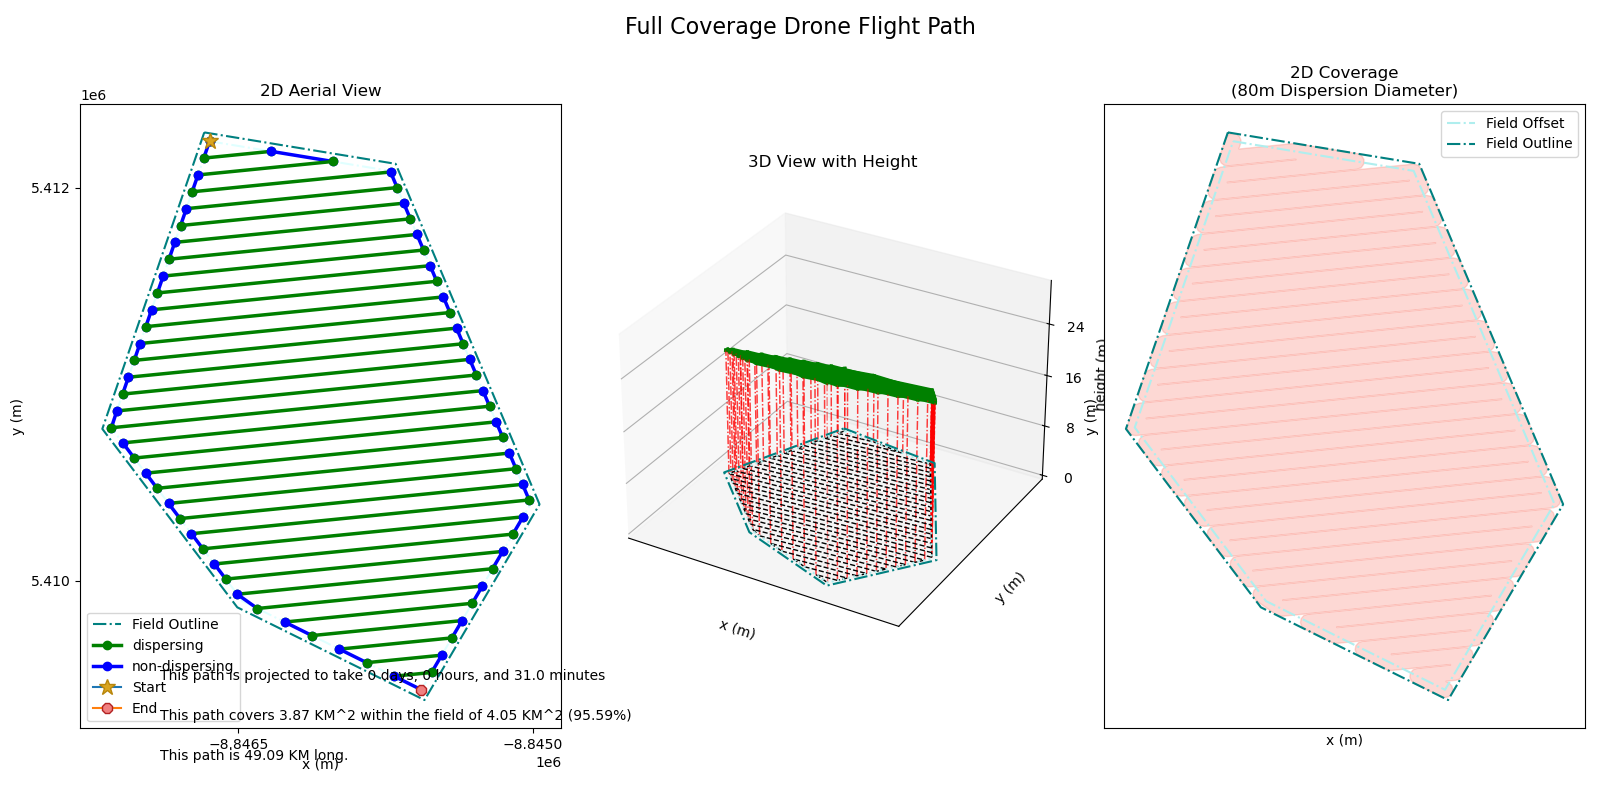 Full Coverage Drone Flight Path
2D Aerial View
1e6
5.412
5.410
y (m)
Field Outline
dispersing
non-dispersing
Start
End
This path is projected to take 0 days, 0 hours, and 31.0 minutes
This path covers 3.87 KM^2 within the field of 4.05 KM^2 (95.59%)
This path is 49.09 KM long.
−8.8465
−8.8450
1e6
x (m)
3D View with Height
24
16
8
0
height (m)
y (m)
x (m)
2D Coverage
(80m Dispersion Diameter)
Field Offset
Field Outline
y (m)
x (m)